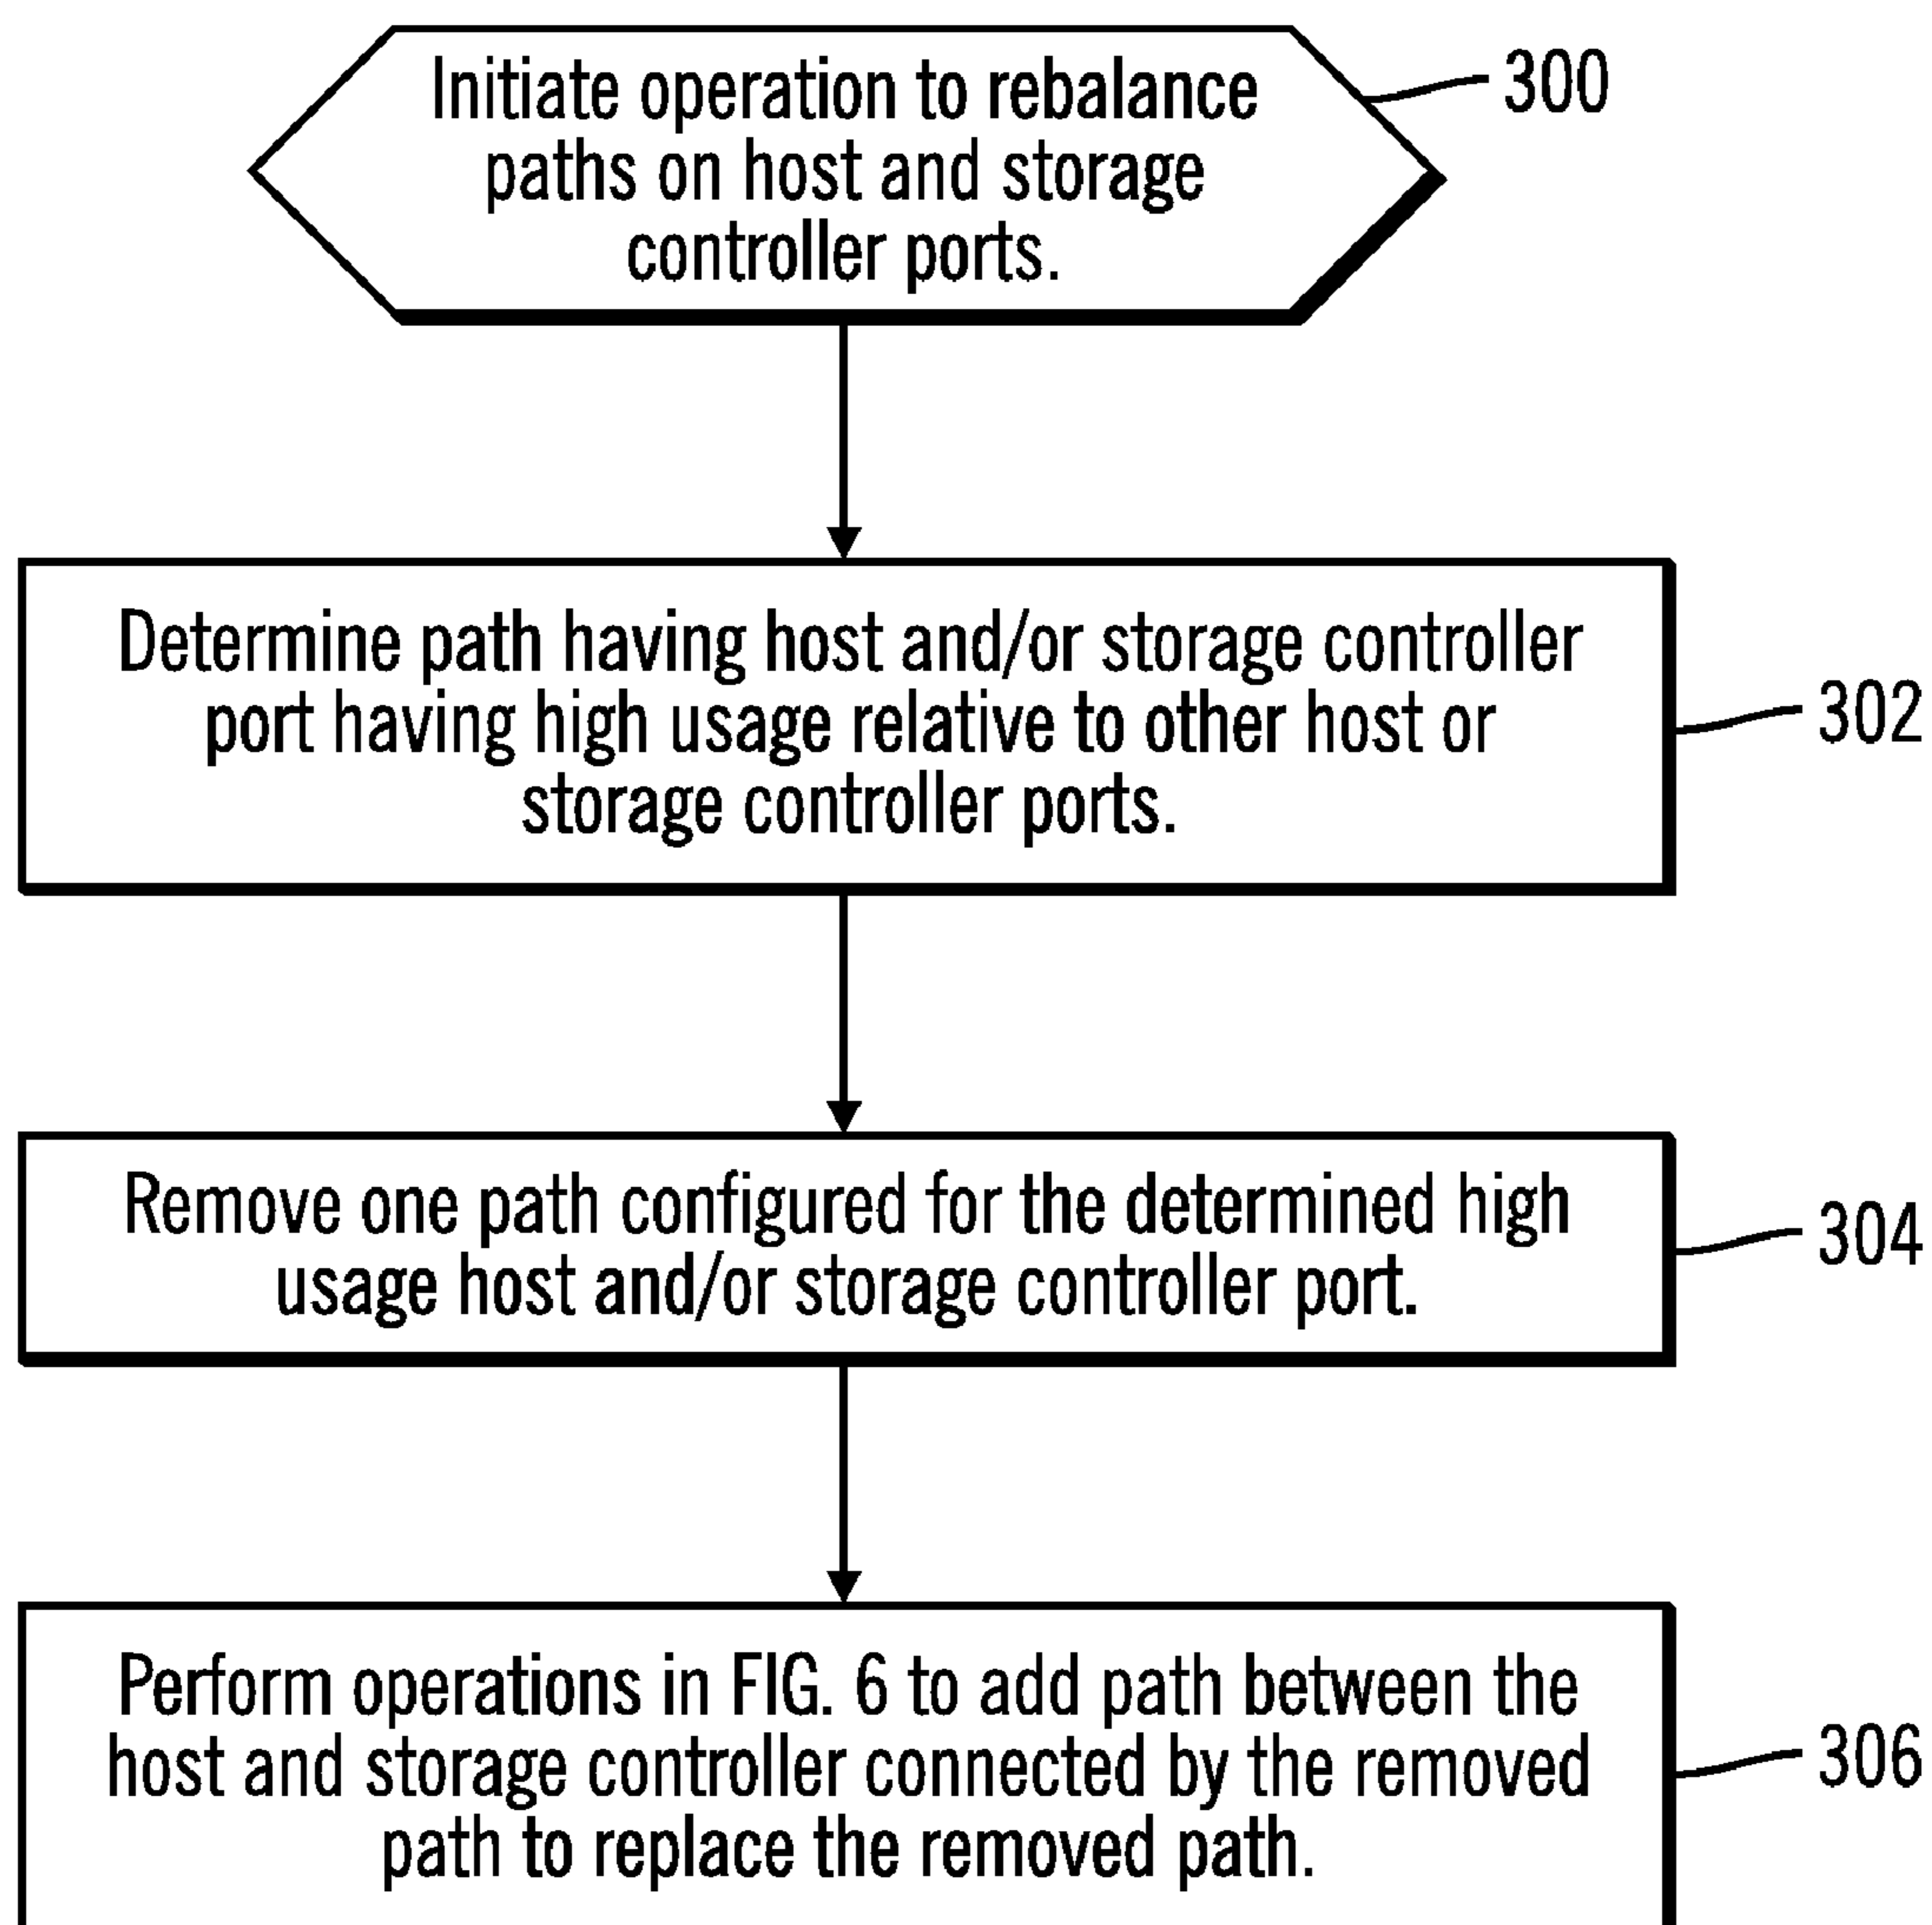 Initiate operation to rebalance
paths on host and storage
controller ports.
300
Determine path having host and/or storage controller
port having high usage relative to other host or
storage controller ports.
302
Remove one path configured for the determined high
usage host and/or storage controller port.
304
Perform operations in FIG. 6 to add path between the
host and storage controller connected by the removed
path to replace the removed path.
306